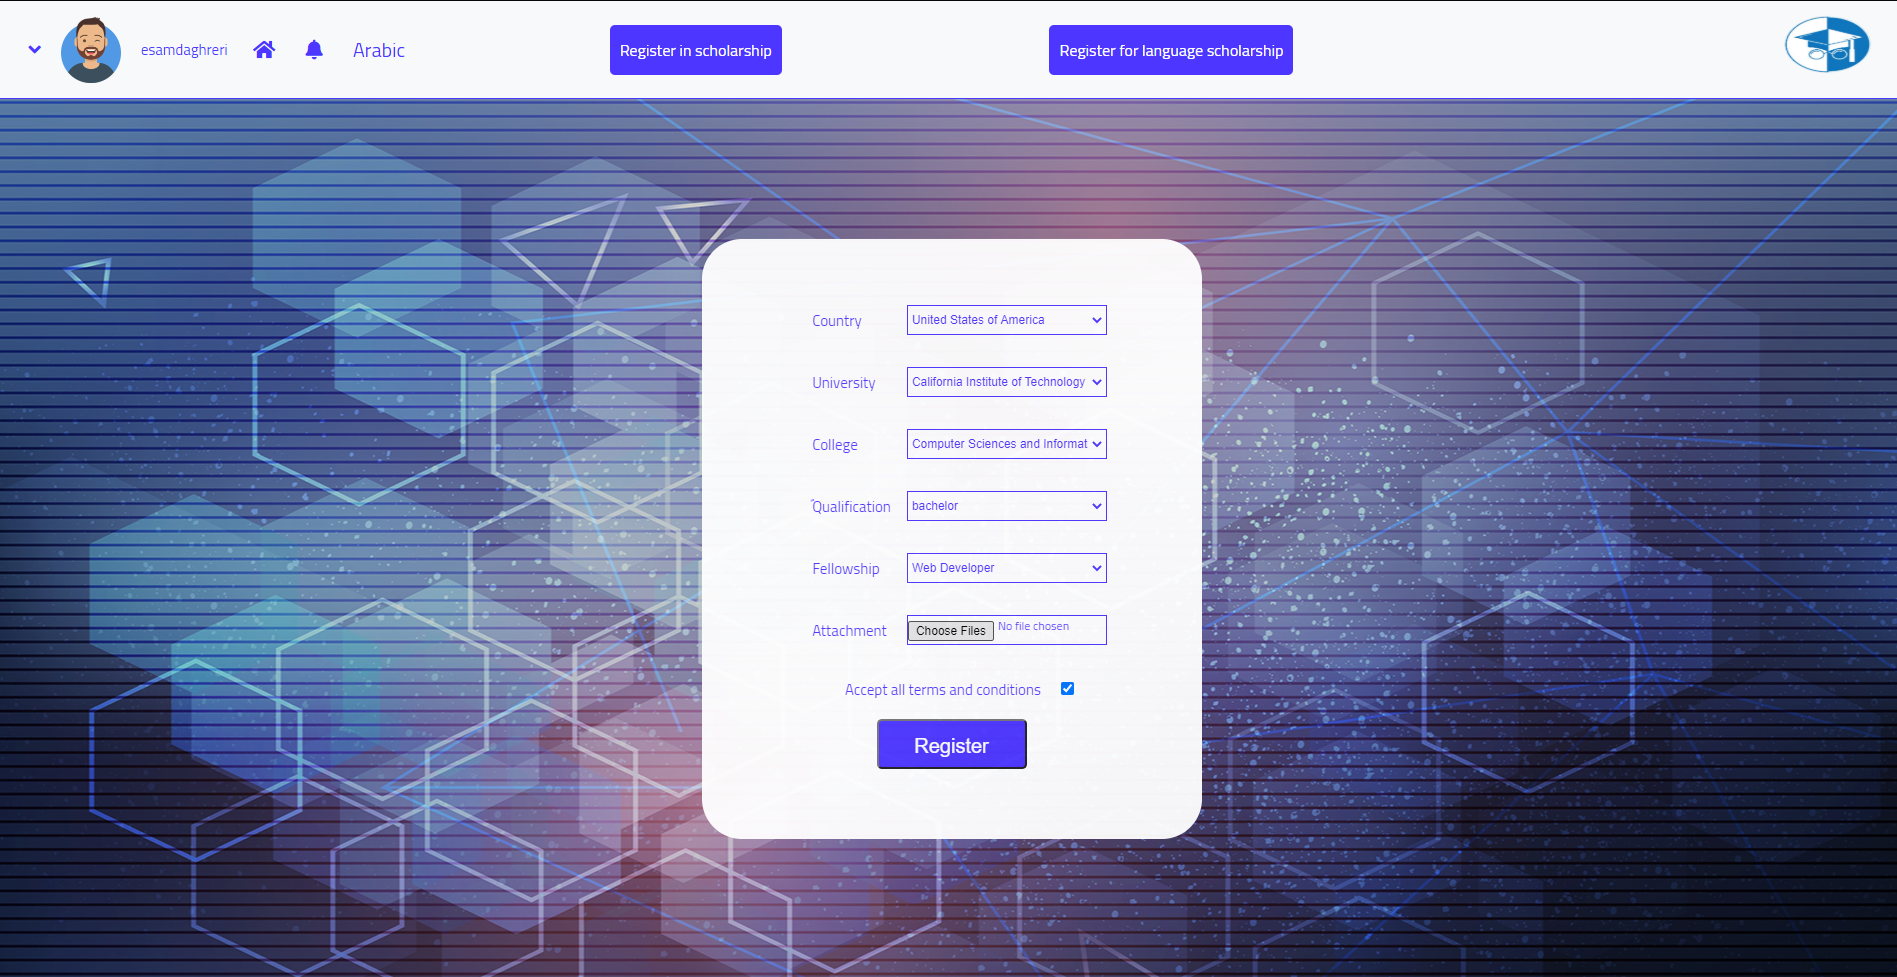 esamdaghreri
Arabic
Register in scholarship
Register for language scholarship
Country
United States of America
University
California Institute of Technology
College
Computer Sciences and Informat
ّQualification
bachelor
Fellowship
Web Developer
Attachment
Choose Files No file chosen
Accept all terms and conditions
Register